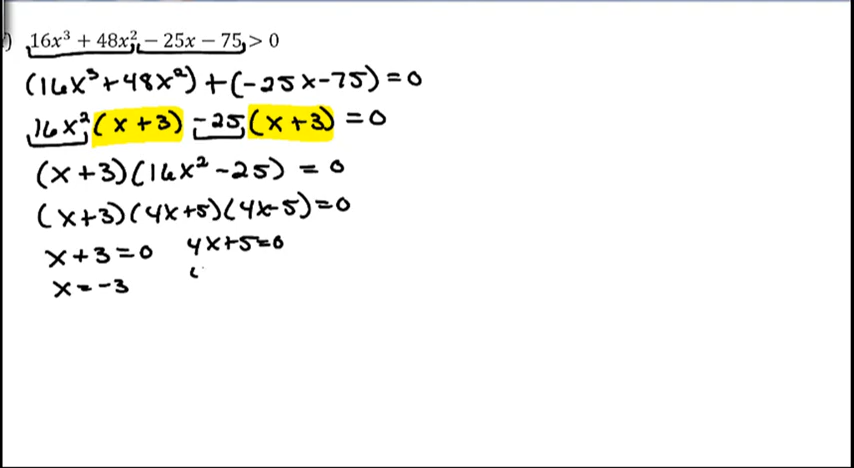 ) 16x³ + 48x² − 25x − 75 > 0
(16x³+48x²)+(-25x-75)=0
16x²(x+3)-25(x+3)=0
(x+3)(16x²-25)=0
(x+3)(4x+5)(4x-5)=0
x+3=0 4x+5=0
x=-3